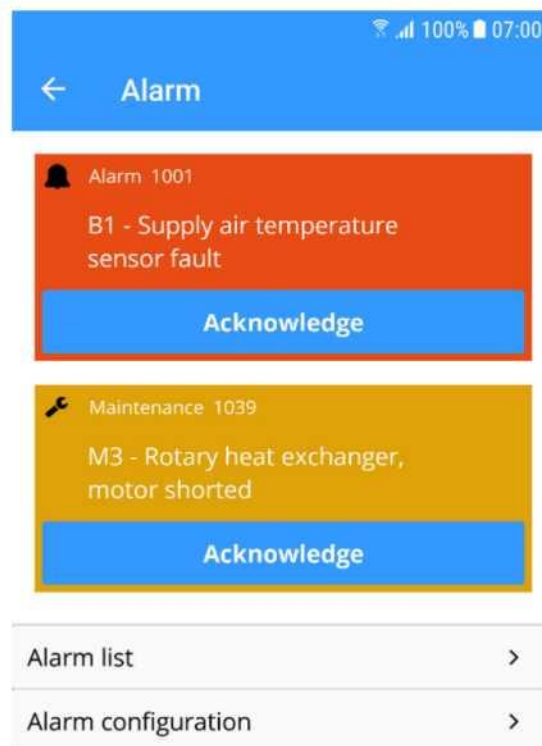 100% 07:00
Alarm
Alarm 1001
B1 - Supply air temperature
sensor fault
Acknowledge
Maintenance 1039
M3 - Rotary heat exchanger,
motor shorted
Acknowledge
Alarm list
Alarm configuration